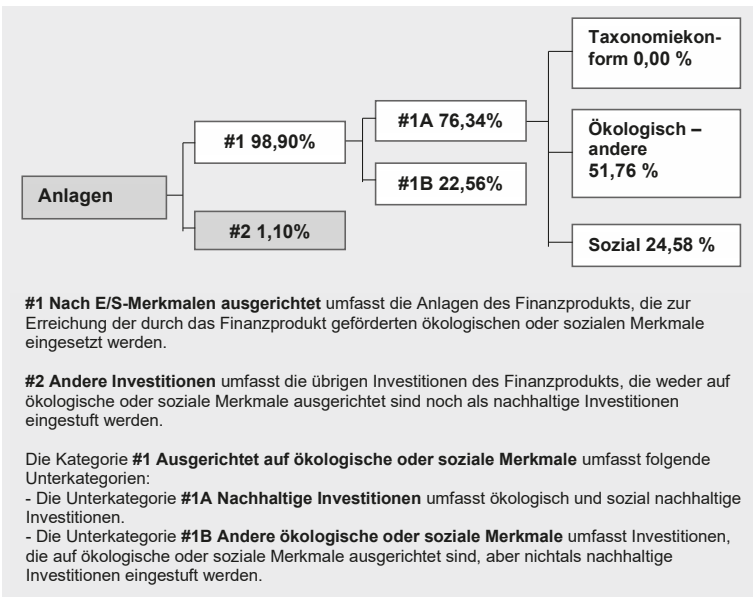 Taxonomiekon-
form 0,00 %
#1A 76,34%
#1 98,90%
Ökologisch –
andere
51,76 %
#1B 22,56%
Anlagen
#2 1,10%
Sozial 24,58 %
#1 Nach E/S-Merkmalen ausgerichtet umfasst die Anlagen des Finanzprodukts, die zur
Erreichung der durch das Finanzprodukt geförderten ökologischen oder sozialen Merkmale
eingesetzt werden.
#2 Andere Investitionen umfasst die übrigen Investitionen des Finanzprodukts, die weder auf
ökologische oder soziale Merkmale ausgerichtet sind noch als nachhaltige Investitionen
eingestuft werden.
Die Kategorie #1 Ausgerichtet auf ökologische oder soziale Merkmale umfasst folgende
Unterkategorien:
- Die Unterkategorie #1A Nachhaltige Investitionen umfasst ökologisch und sozial nachhaltige
Investitionen.
- Die Unterkategorie #1B Andere ökologische oder soziale Merkmale umfasst Investitionen,
die auf ökologische oder soziale Merkmale ausgerichtet sind, aber nichtals nachhaltige
Investitionen eingestuft werden.